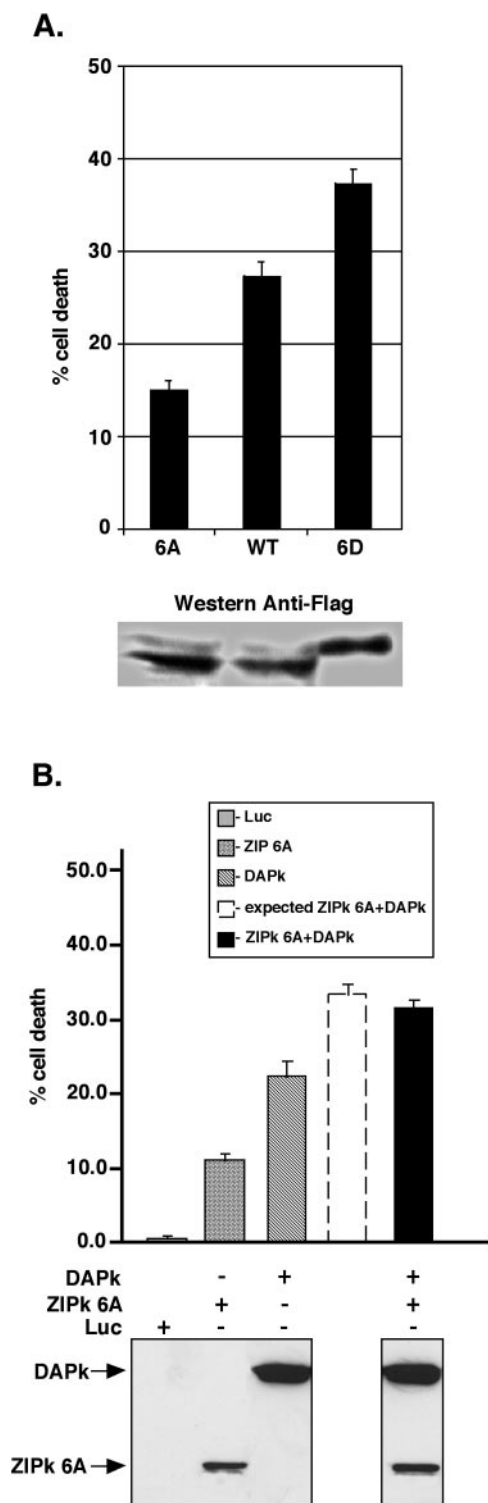 A.
50
40
30
20
10
0
% cell death
6A WT 6D
Western Anti-Flag
B.
- Luc
- ZIP 6A
- DAPk
- expected ZIPk 6A+DAPk
- ZIPk 6A+DAPk
50.0
40.0
30.0
20.0
10.0
0.0
% cell death
DAPk - + +
ZIPk 6A + - +
Luc + - - -
DAPk
ZIPk 6A